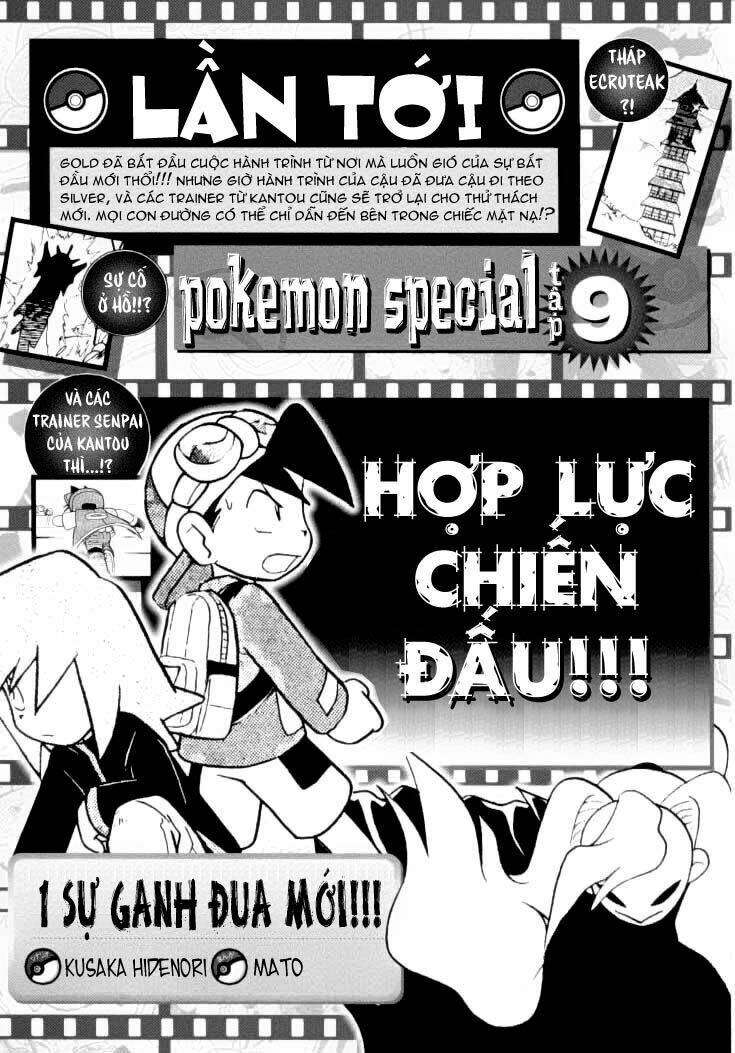 LẦN TỚI
THÁP
ECRUTEAK
?!
GOLD ĐÃ BẮT ĐẦU CUỘC HÀNH TRÌNH TỪ NƠI MÀ LUỒN GIÓ CỦA SỰ BẮT
ĐẦU MỚI THỔI!!! NHƯNG GIỜ HÀNH TRÌNH CỦA CẬU ĐÃ ĐƯA CẬU ĐI THEO
SILVER, VÀ CÁC TRAINER TỪ KANTOU CŨNG SẼ TRỞ LẠI CHO THỬ THÁCH
MỚI. MỌI CON ĐƯỜNG CÓ THỂ CHỈ DẪN ĐẾN BÊN TRONG CHIẾC MẶT NẠ!?
SỰ CỐ
Ở HỒ!!?
pokemon special
tập
9
VÀ CÁC
TRAINER SENPAI
CỦA KANTOU
THÌ...!?
HỢP LỰC
CHIẾN
ĐẤU!!!
1 SỰ GANH ĐUA MỚI!!!
KUSAKA HIDENORI MATO